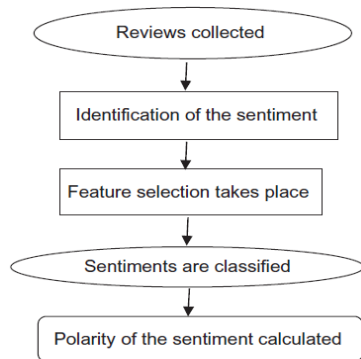 Reviews collected
Identification of the sentiment
Feature selection takes place
Sentiments are classified
Polarity of the sentiment calculated